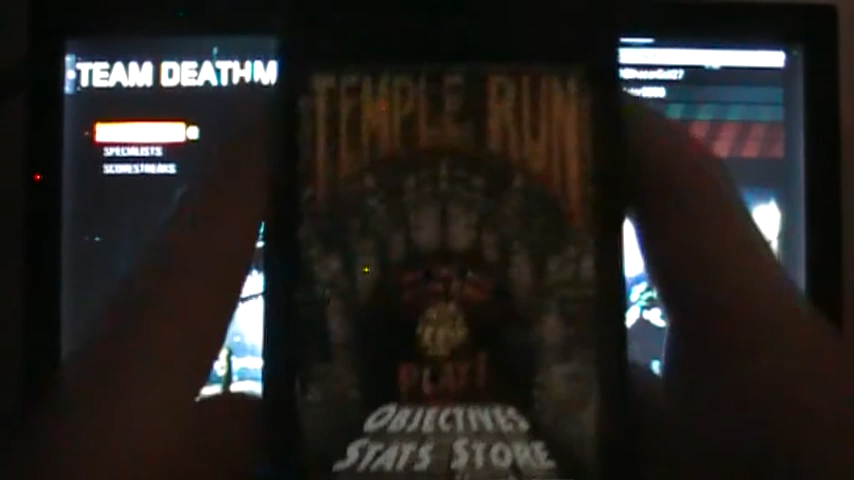 TEAM DEATHM
SPECIALISTS
SCORESTREAKS
TEMPLE RUN
PLAY!
OBJECTIVES
STATS STORE